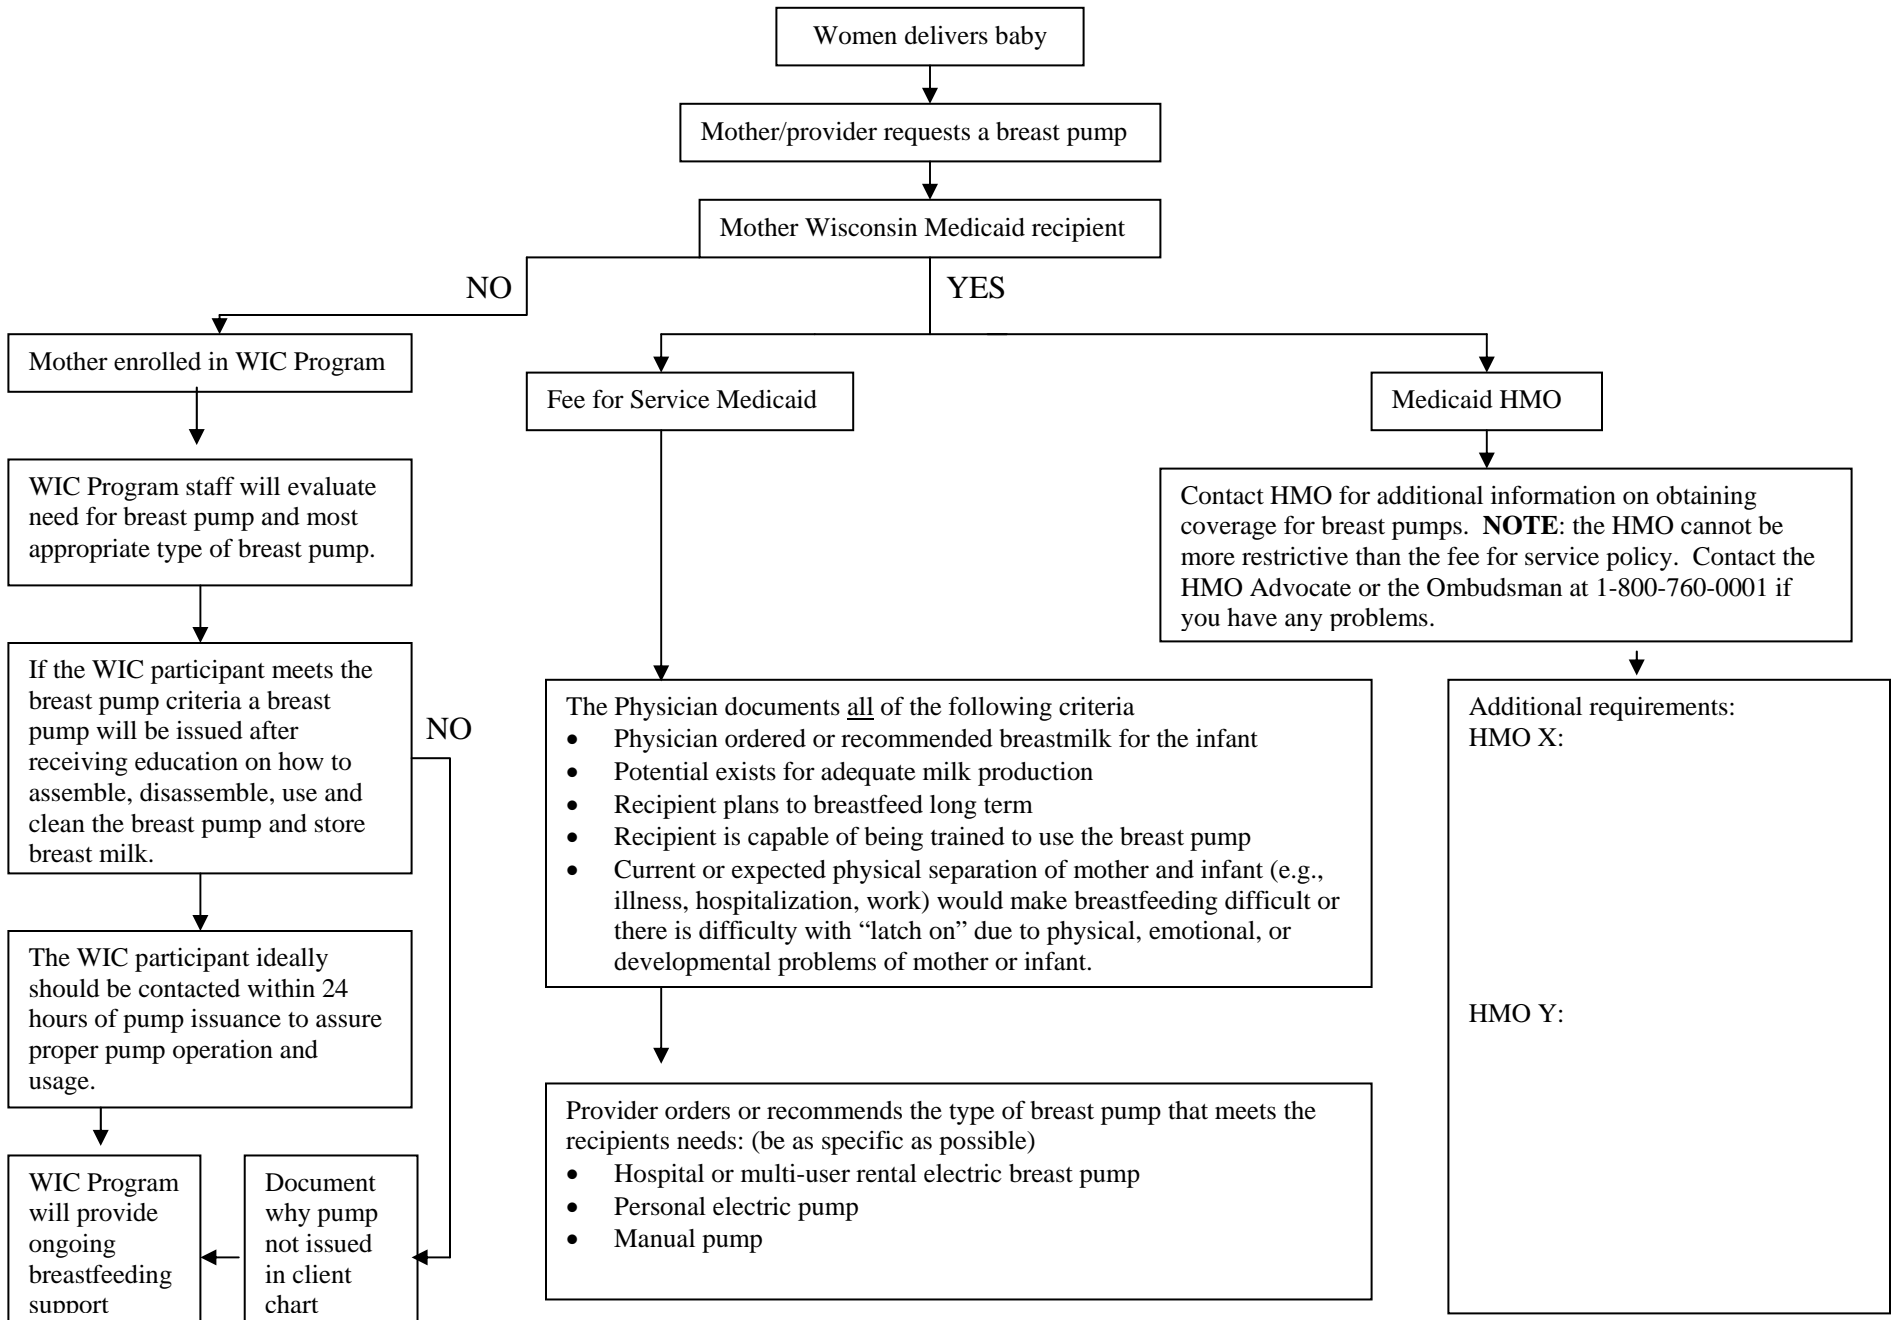 Women delivers baby
Mother/provider requests a breast pump
Mother Wisconsin Medicaid recipient
NO
YES
Mother enrolled in WIC Program
Fee for Service Medicaid
Medicaid HMO
WIC Program staff will evaluate
need for breast pump and most
appropriate type of breast pump.
Contact HMO for additional information on obtaining
coverage for breast pumps.  NOTE: the HMO cannot be
more restrictive than the fee for service policy.  Contact the
HMO Advocate or the Ombudsman at 1-800-760-0001 if
you have any problems.
If the WIC participant meets the
breast pump criteria a breast
pump will be issued after
receiving education on how to
assemble, disassemble, use and
clean the breast pump and store
breast milk.
NO
The Physician documents all of the following criteria
• Physician ordered or recommended breastmilk for the infant
• Potential exists for adequate milk production
• Recipient plans to breastfeed long term
• Recipient is capable of being trained to use the breast pump
• Current or expected physical separation of mother and infant (e.g.,
illness, hospitalization, work) would make breastfeeding difficult or
there is difficulty with “latch on” due to physical, emotional, or
developmental problems of mother or infant.
Additional requirements:
HMO X:
HMO Y:
The WIC participant ideally
should be contacted within 24
hours of pump issuance to assure
proper pump operation and
usage.
Provider orders or recommends the type of breast pump that meets the
recipients needs: (be as specific as possible)
• Hospital or multi-user rental electric breast pump
• Personal electric pump
• Manual pump
WIC Program
will provide
ongoing
breastfeeding
support
Document
why pump
not issued
in client
chart